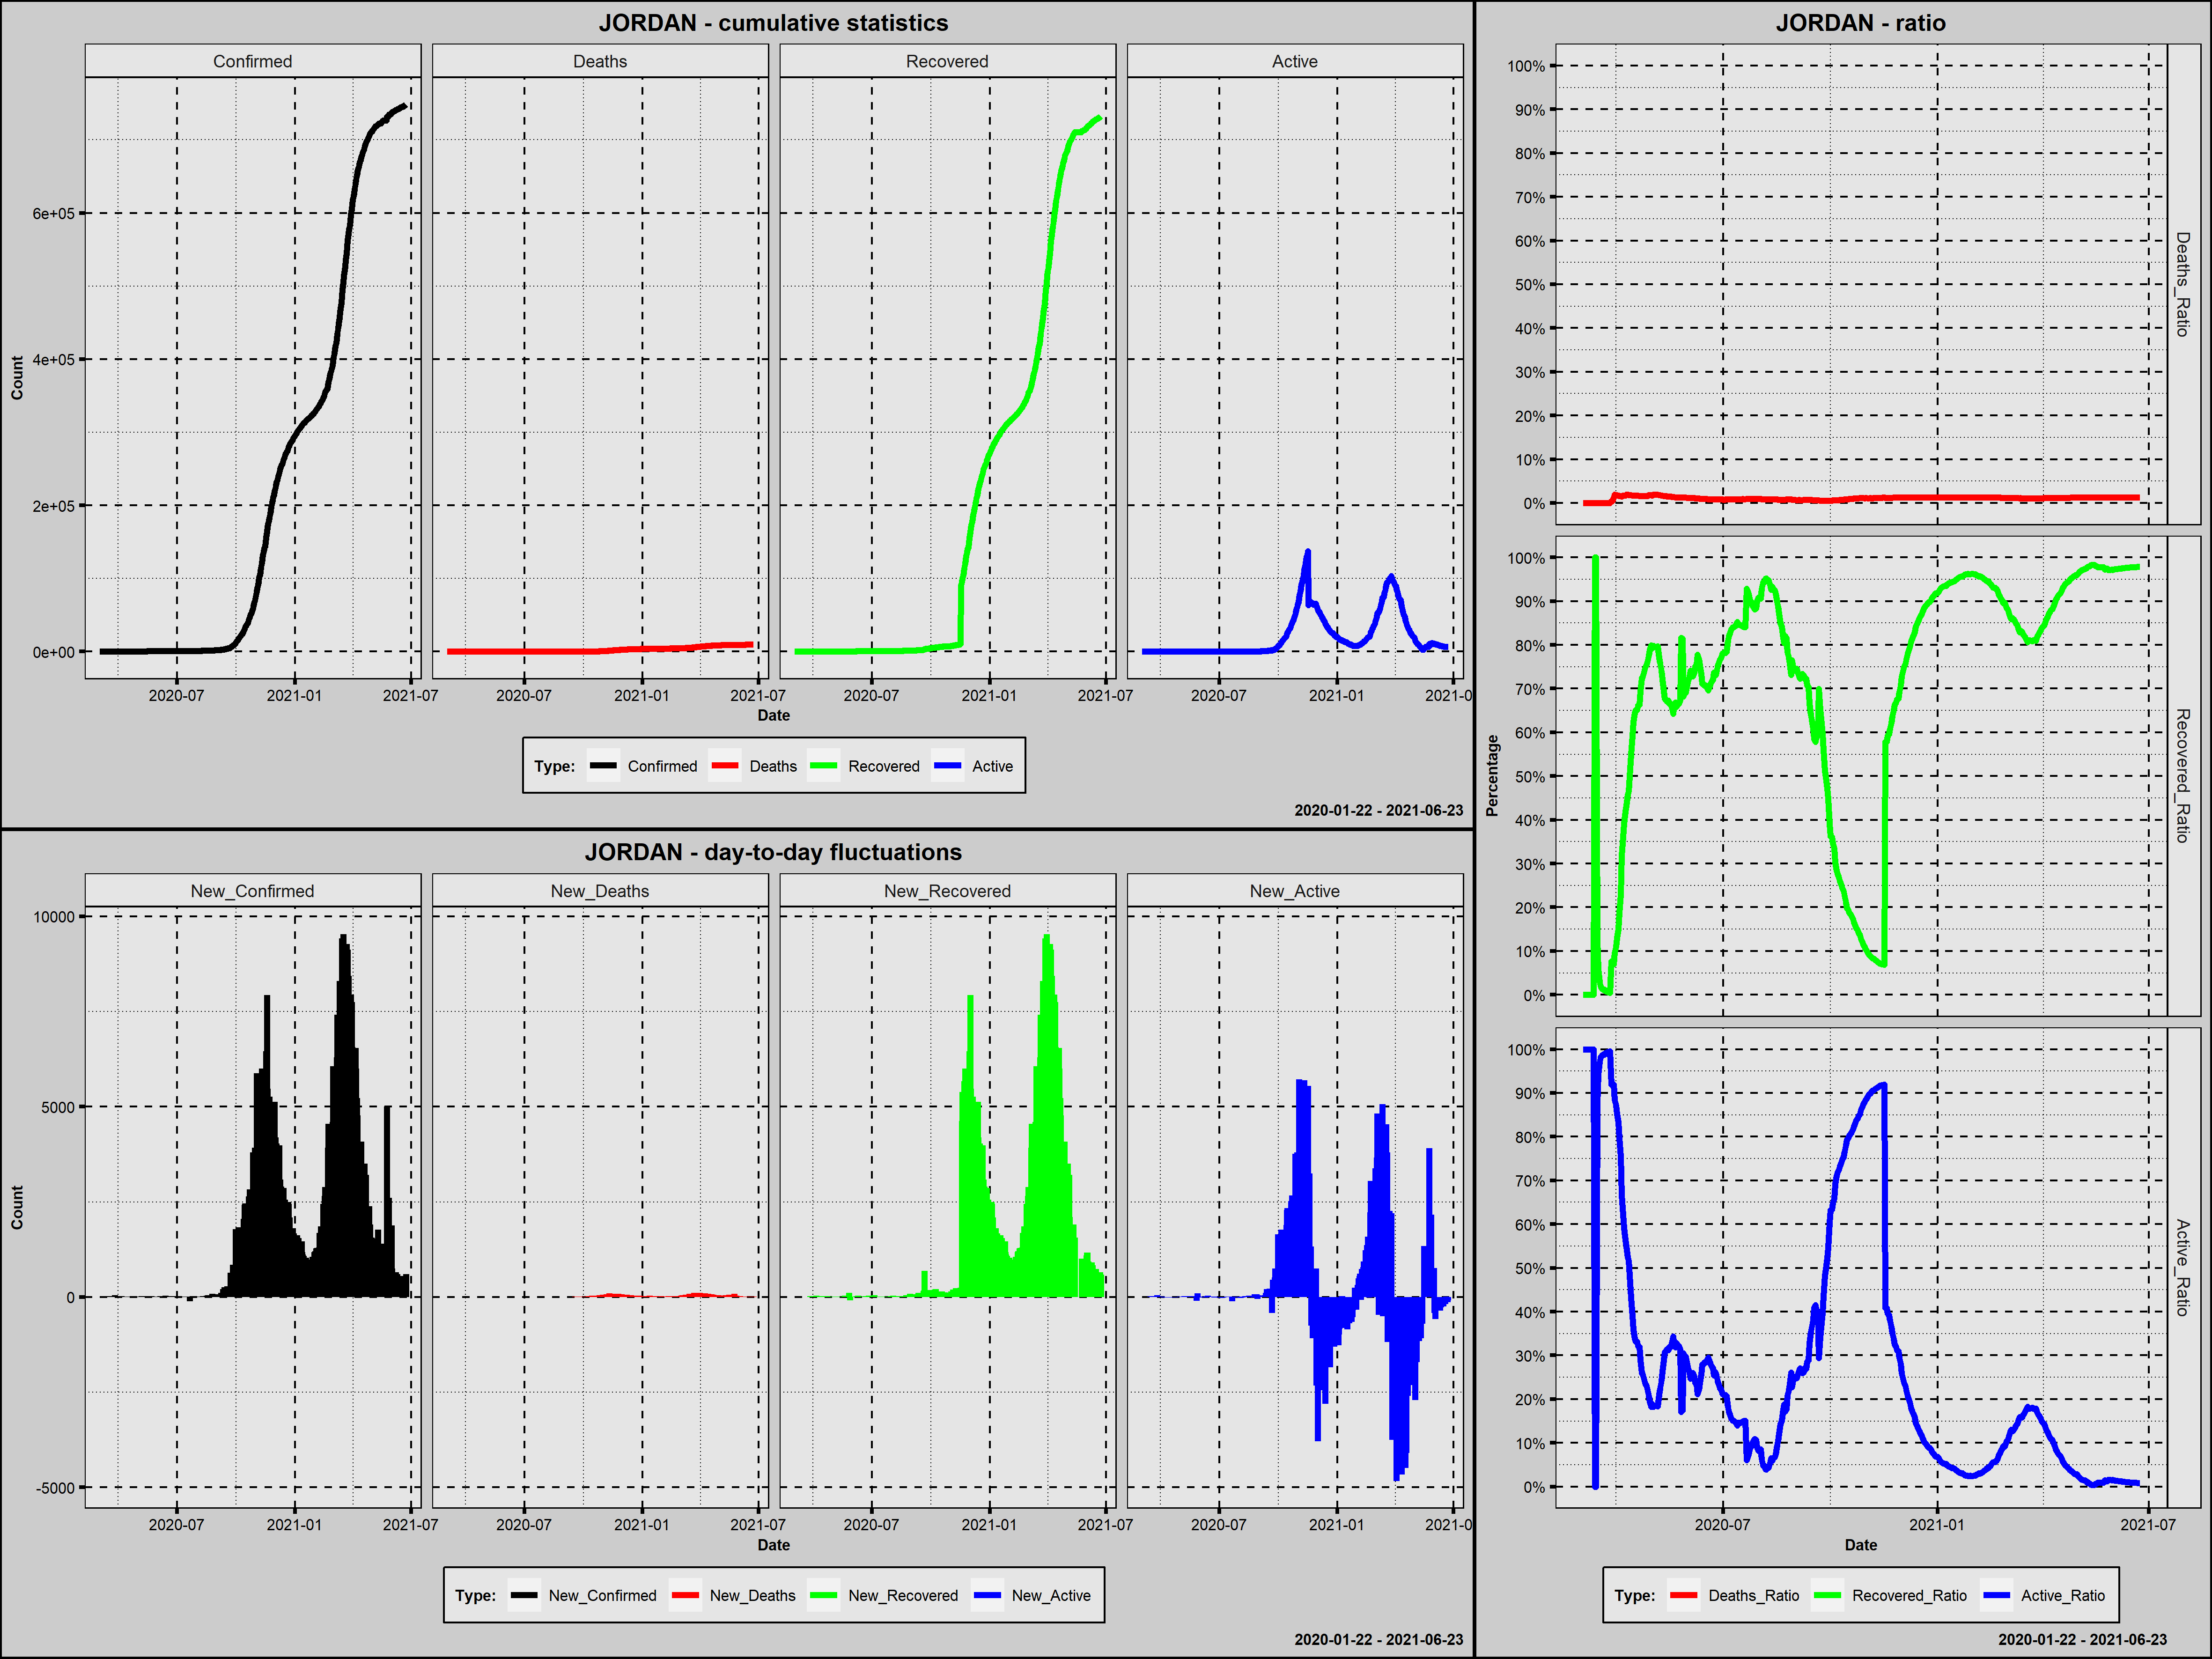 JORDAN - cumulative statistics
Confirmed Deaths Recovered Active
Count
6e+05
4e+05
2e+05
0e+00
2020-07 2021-01 2021-07 2020-07 2021-01 2021-07 2020-07 2021-01 2021-07 2020-07 2021-01 2021-0
Date
Type: Confirmed Deaths Recovered Active
2020-01-22 - 2021-06-23
JORDAN - day-to-day fluctuations
New_Confirmed New_Deaths New_Recovered New_Active
Count
10000
5000
0
-5000
2020-07 2021-01 2021-07 2020-07 2021-01 2021-07 2020-07 2021-01 2021-07 2020-07 2021-01 2021-0
Date
Type: New_Confirmed New_Deaths New_Recovered New_Active
2020-01-22 - 2021-06-23
JORDAN - ratio
Percentage
100%
90%
80%
70%
60%
50%
40%
30%
20%
10%
0%
Deaths_Ratio
100%
90%
80%
70%
60%
50%
40%
30%
20%
10%
0%
Recovered_Ratio
100%
90%
80%
70%
60%
50%
40%
30%
20%
10%
0%
Active_Ratio
2020-07 2021-01 2021-07
Date
Type: Deaths_Ratio Recovered_Ratio Active_Ratio
2020-01-22 - 2021-06-23